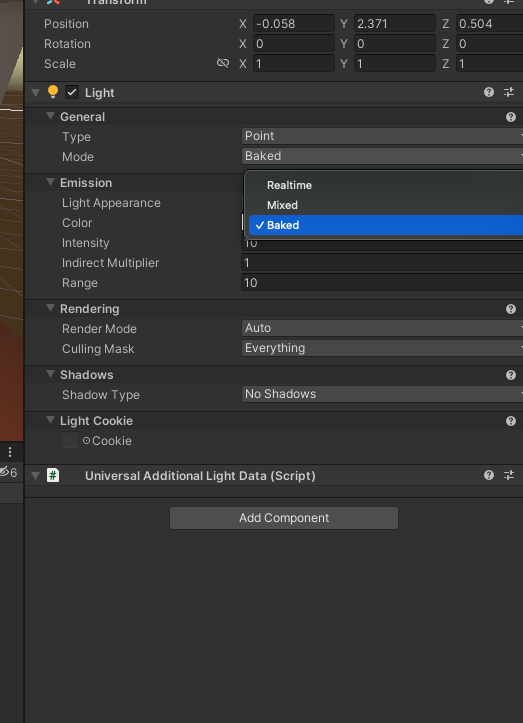 Transform
Position X -0.058 Y 2.371 Z 0.504
Rotation X 0 Y 0 Z 0
Scale X 1 Y 1 Z 1
Light
General
Type Point
Mode Baked
Realtime
Emission
Light Appearance
Mixed
Color
Baked
Intensity 10
Indirect Multiplier 1
Range 10
Rendering
Render Mode Auto
Culling Mask Everything
Shadows
Shadow Type No Shadows
Light Cookie
Cookie
6
# Universal Additional Light Data (Script)
Add Component